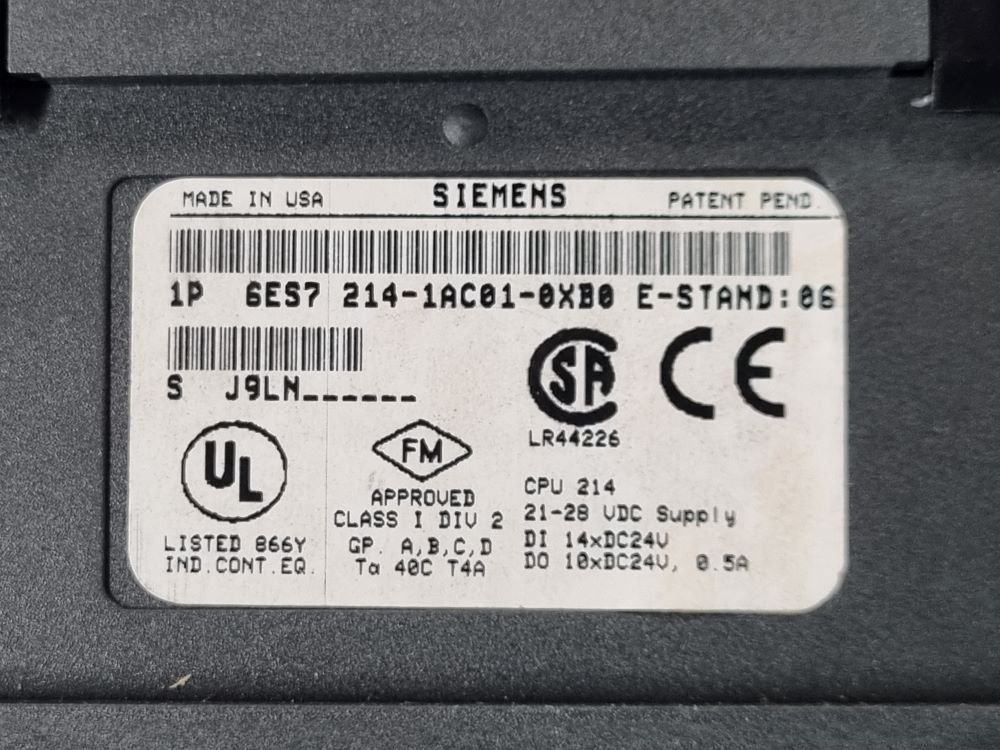 MADE IN USA SIEMENS PATENT PEND.
1P 6ES7 214-1AC01-0XB0 E-STAND:06
S J9LN______
SA
CE
LR44226
UL
FM
APPROVED
CLASS I DIV 2
GP. A,B,C,D
Ta 40C T4A
LISTED 866Y
IND.CONT.EQ.
CPU 214
21-28 VDC Supply
DI 14xDC24V
DO 10xDC24V, 0.5A